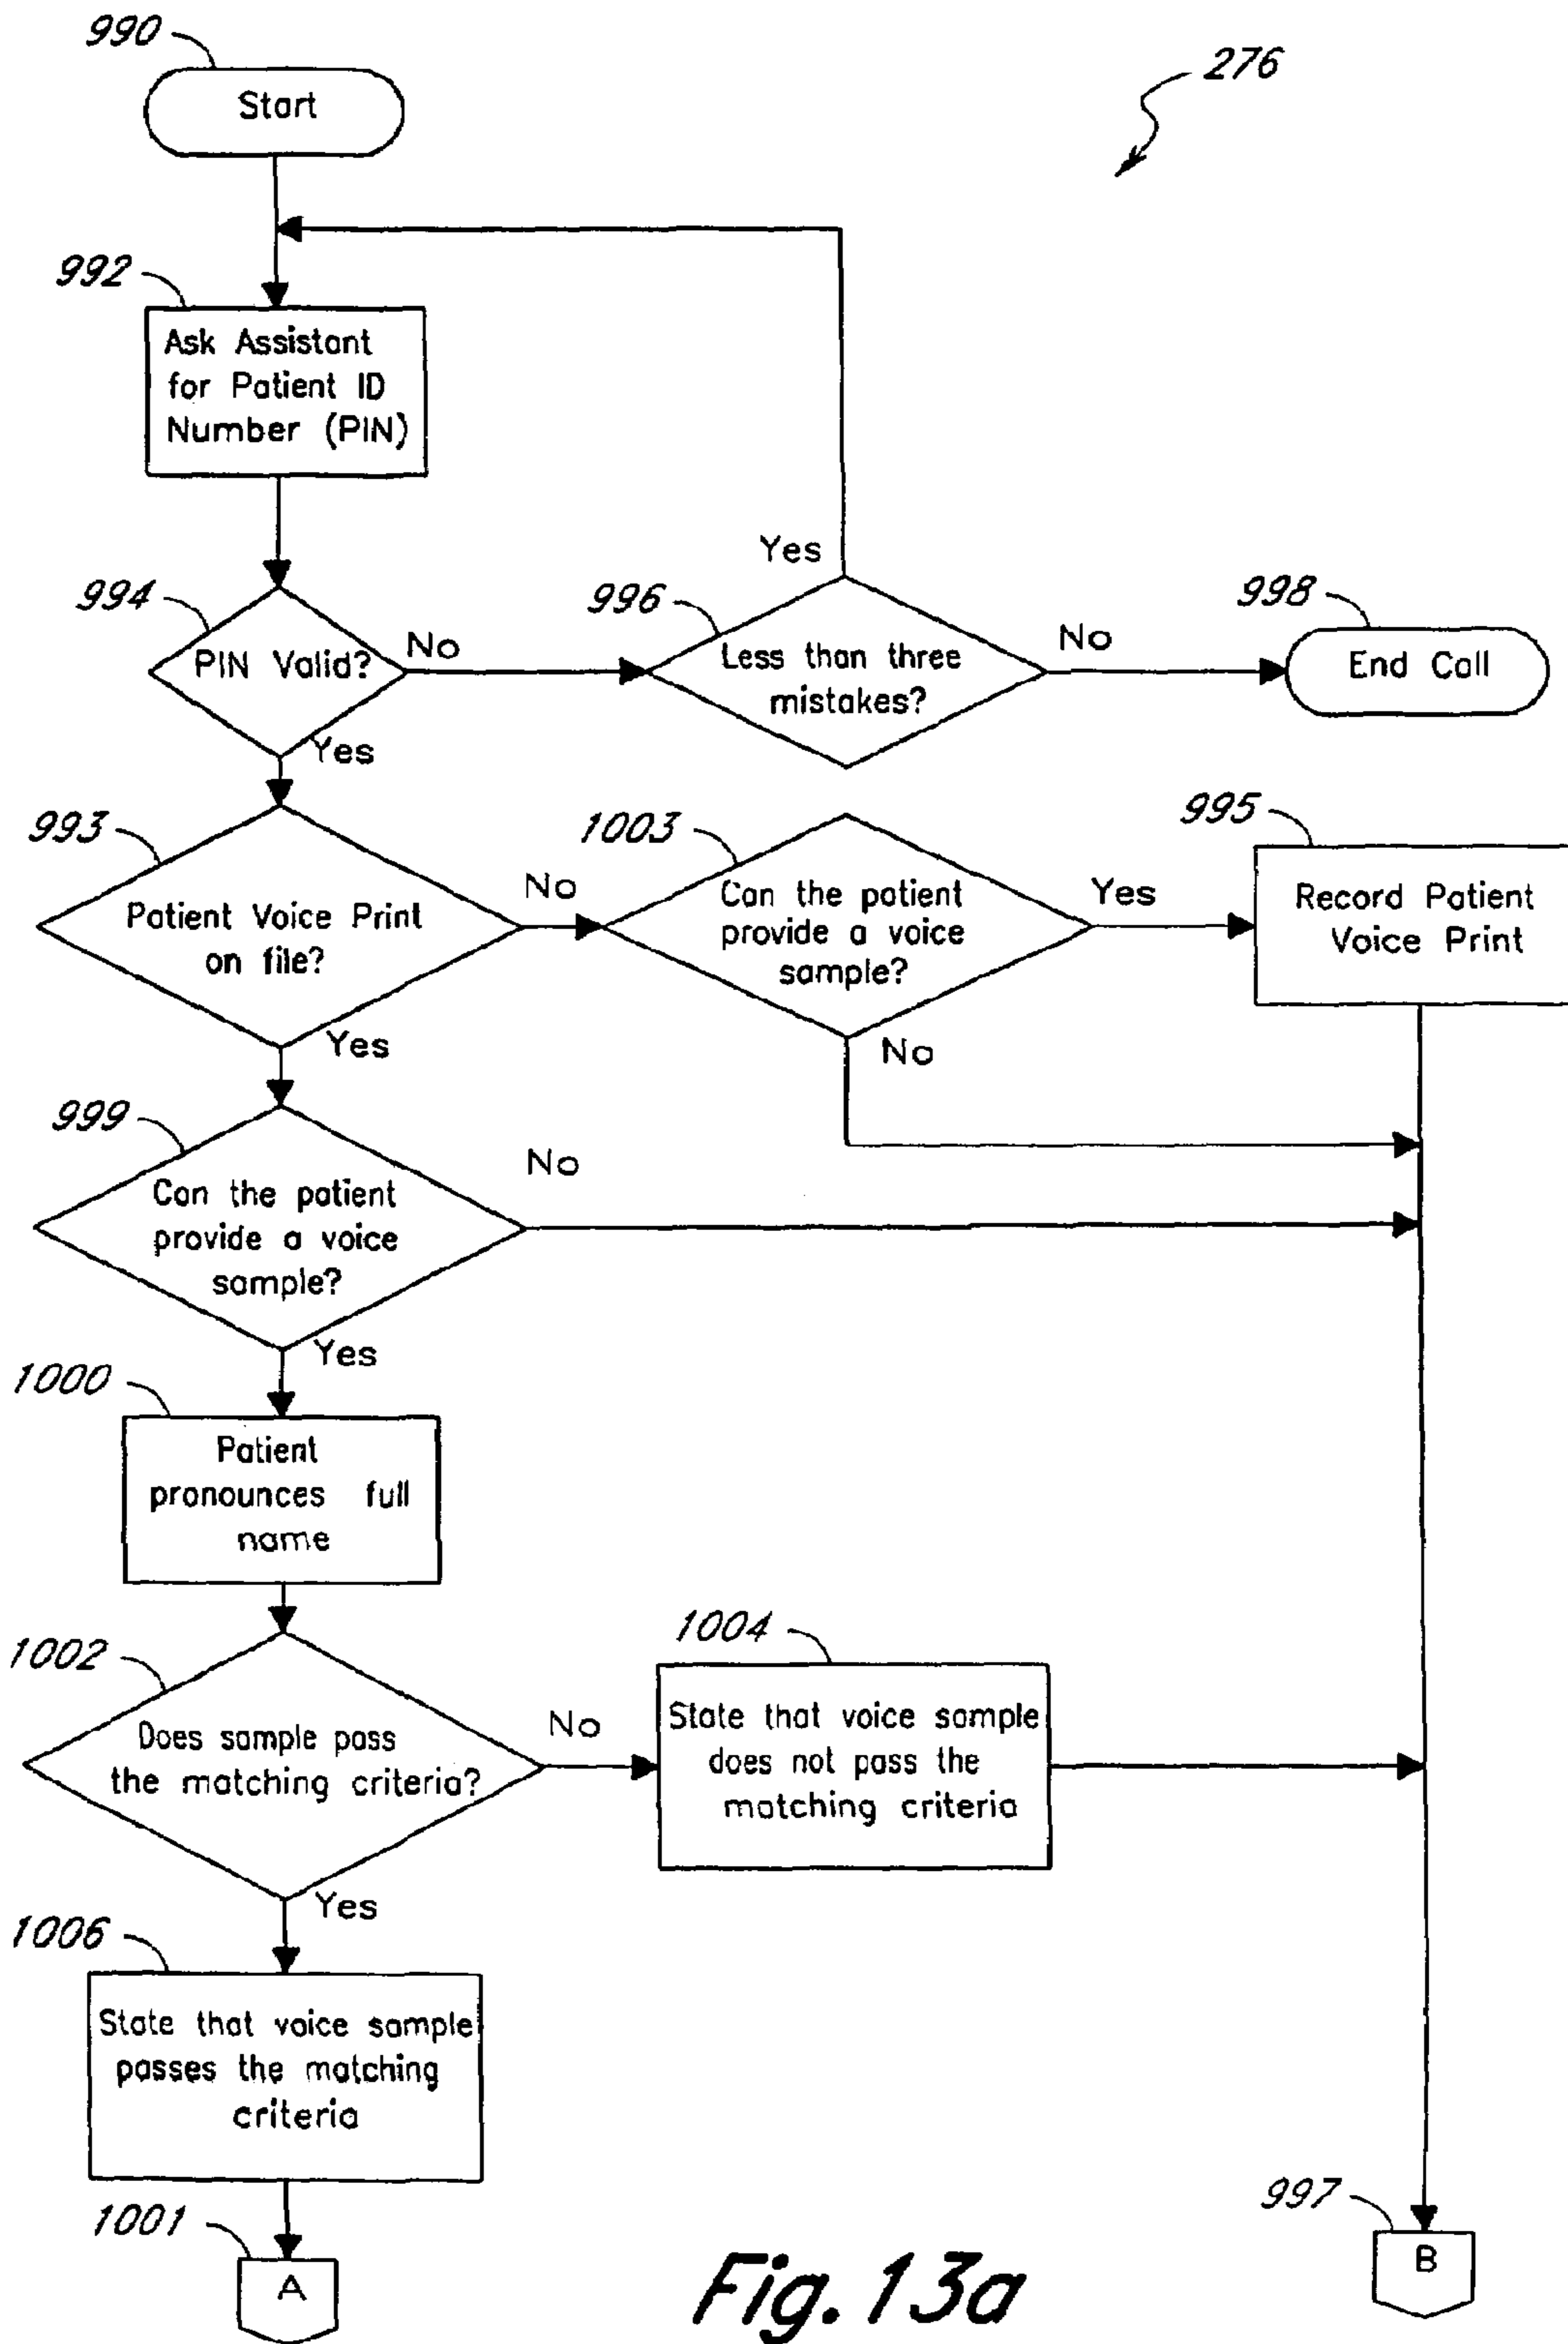 990
Start
276
992
Ask Assistant
for Patient ID
Number (PIN)
Yes
994
PIN Valid?
No
996
Less than three
mistakes?
No
998
End Call
Yes
993
Patient Voice Print
on file?
No
1003
Can the patient
provide a voice
sample?
Yes
995
Record Patient
Voice Print
Yes
No
999
Can the patient
provide a voice
sample?
No
Yes
1000
Patient
pronounces full
name
1002
Does sample pass
the matching criteria?
No
1004
State that voice sample
does not pass the
matching criteria
Yes
1006
State that voice sample
passes the matching
criteria
1001
A
997
B
Fig. 13a